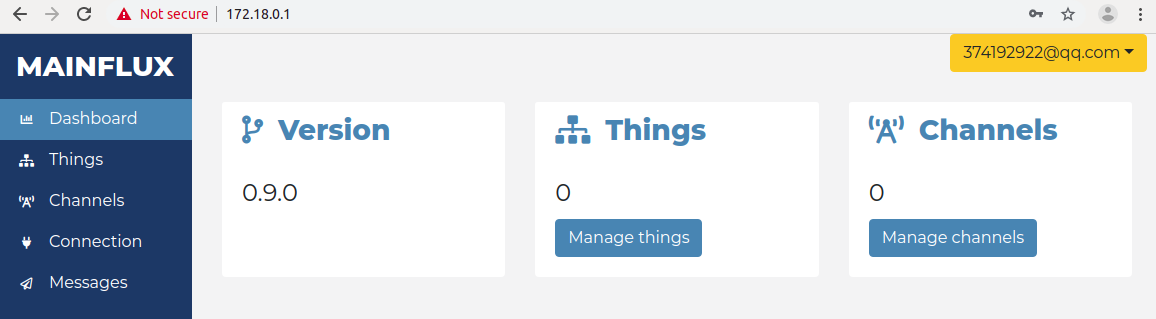 Not secure | 172.18.0.1
MAINFLUX
374192922@qq.com
Dashboard
Things
Channels
Connection
Messages
Version
0.9.0
Things
0
Manage things
Channels
0
Manage channels